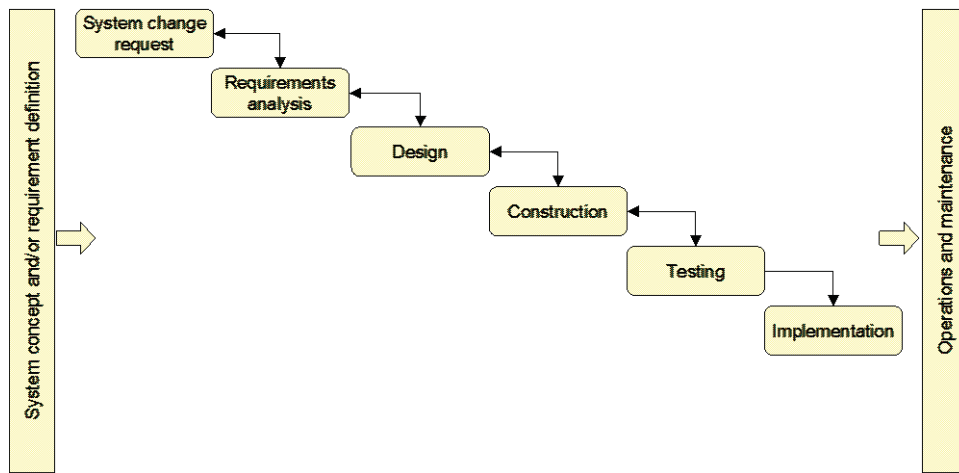 System concept and/or requirement definition
System change
request
Requirements
analysis
Design
Construction
Testing
Implementation
Operations and maintenance